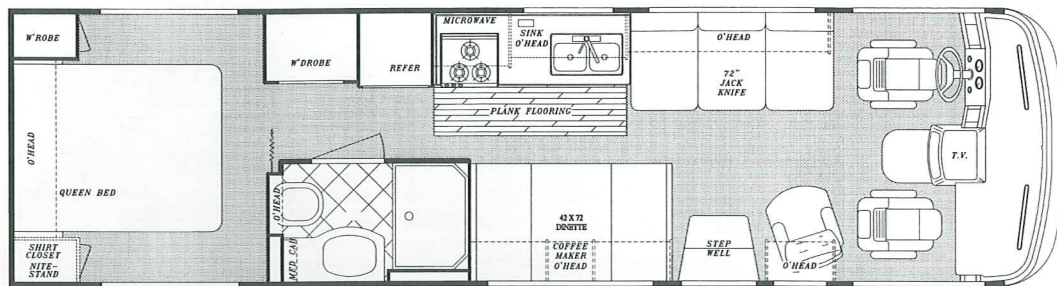 W'ROBE
O'HEAD
QUEEN BED
SHIRT
CLOSET
NITE-
STAND
W'DROBE
REFER
MICROWAVE
SINK
O'HEAD
PLANK FLOORING
O'HEAD
72"
JACK
KNIFE
T.V.
O'HEAD
MED CAB
42 X 72
DINETTE
COFFEE
MAKER
O'HEAD
STEP
WELL
O'HEAD